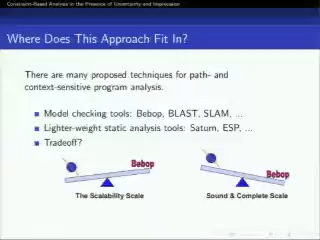 Constraint-Based Analysis in the Presence of Uncertainty and Imprecision
Where Does This Approach Fit In?
There are many proposed techniques for path- and
context-sensitive program analysis.
Model checking tools: Bebop, BLAST, SLAM, ...
Lighter-weight static analysis tools: Saturn, ESP, ...
Tradeoff?
Bebop
Bebop
The Scalability Scale
Sound & Complete Scale